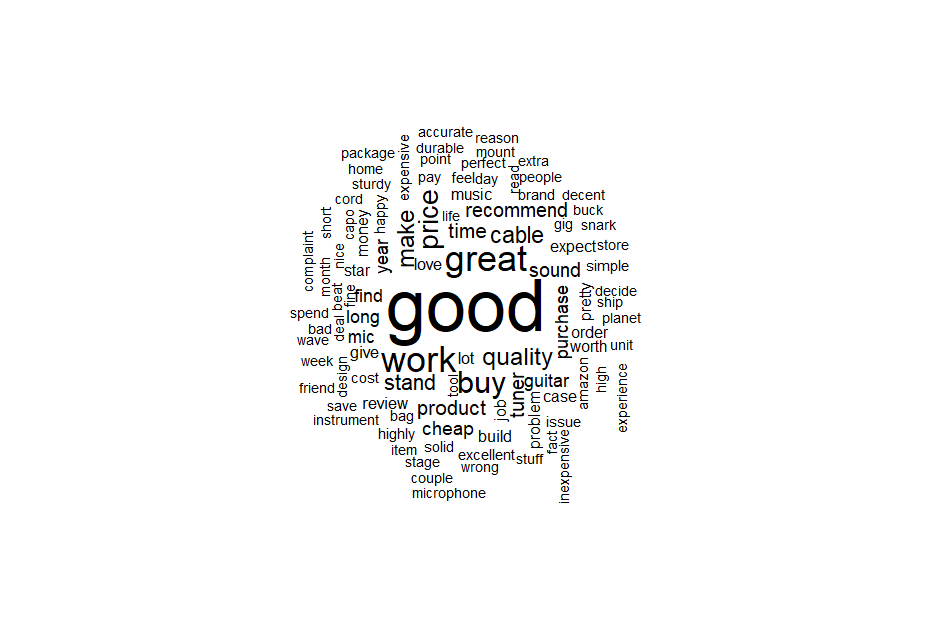 accurate
reason
package
expensive
durable
mount
point
perfect
extra
home
read
people
pay
feel
day
sturdy
music
brand
decent
cord
happy
price
life
recommend
buck
short
capo
money
make
time
cable
gig
snark
complaint
nice
year
love
great
expect
store
month
star
sound
simple
deal
beat
fine
find
good
purchase
pretty
decide
ship
spend
long
planet
bad
wave
mic
order
give
work
lot
quality
worth
unit
week
design
cost
stand
tool
buy
tuner
guitar
amazon
high
experience
friend
save
review
bag
product
job
problem
case
instrument
highly
cheap
build
issue
item
solid
excellent
stuff
fact
inexpensive
stage
wrong
couple
microphone